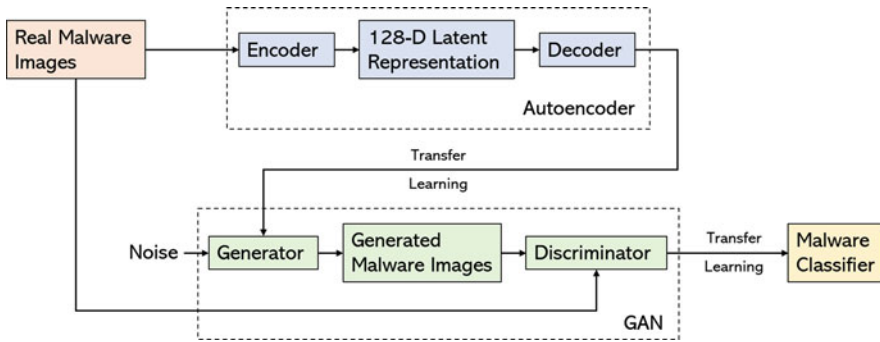 Real Malware
Images
Encoder
128-D Latent
Representation
Decoder
Autoencoder
Transfer
Learning
Noise
Generator
Generated
Malware Images
Discriminator
Transfer
Learning
Malware
Classifier
GAN